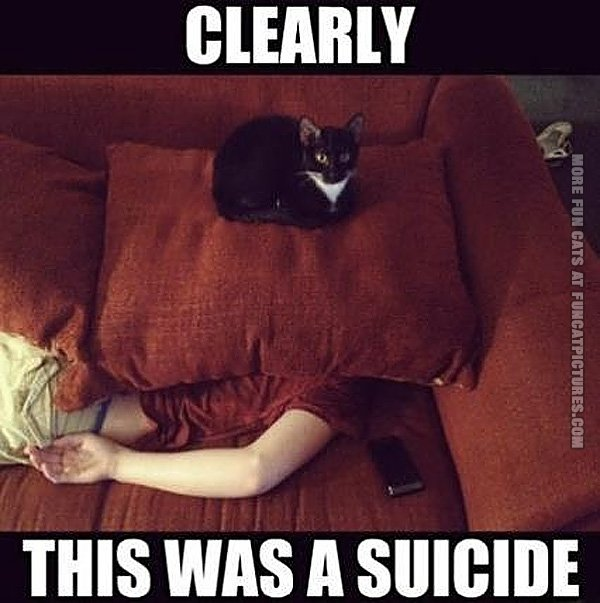 CLEARLY
MORE FUN CATS AT FUNCATPICTURES.COM
THIS WAS A SUICIDE